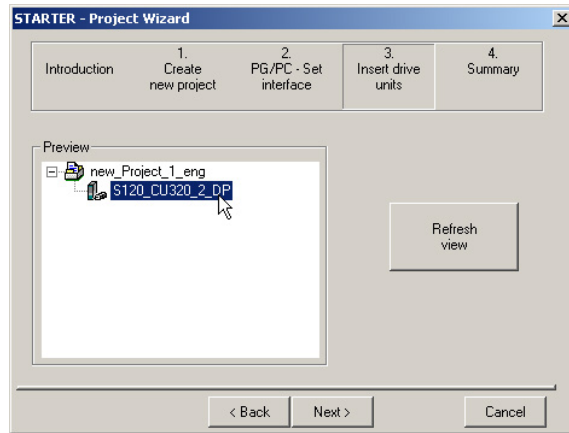 STARTER - Project Wizard
Introduction
1.
Create
new project
2.
PG/PC - Set
interface
3.
Insert drive
units
4.
Summary
Preview
new_Project_1_eng
S120_CU320_2_DP
Refresh
view
< Back
Next >
Cancel